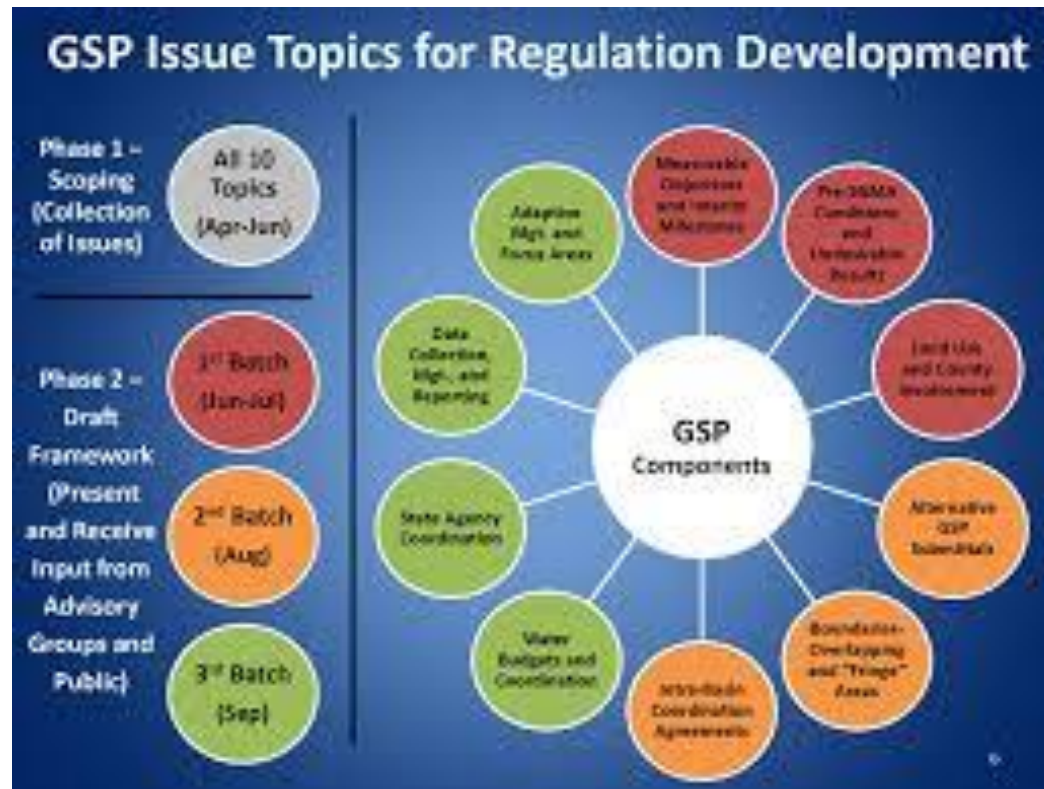 GSP Issue Topics for Regulation Development
Phase 1 –
Scoping
(Collection
of Issues)
All 10
Topics
(Apr-Jun)
Phase 2 –
Draft
Framework
(Present
and Receive
Input from
Advisory
Groups and
Public)
1st Batch
(Jun-Jul)
2nd Batch
(Aug)
3rd Batch
(Sep)
GSP
Components
Measurable
Objectives
and Interim
Milestones
Pre-SGMA
Conditions
and
Undesirable
Results
Land Use
and County
Involvement
Alternative
GSP
Submittals
Boundaries-
Overlapping
and "Fringe"
Areas
Intra-Basin
Coordination
Agreements
Water
Budgets and
Coordination
State Agency
Coordination
Data
Collection,
Mgt., and
Reporting
Adaptive
Mgt. and
Focus Areas